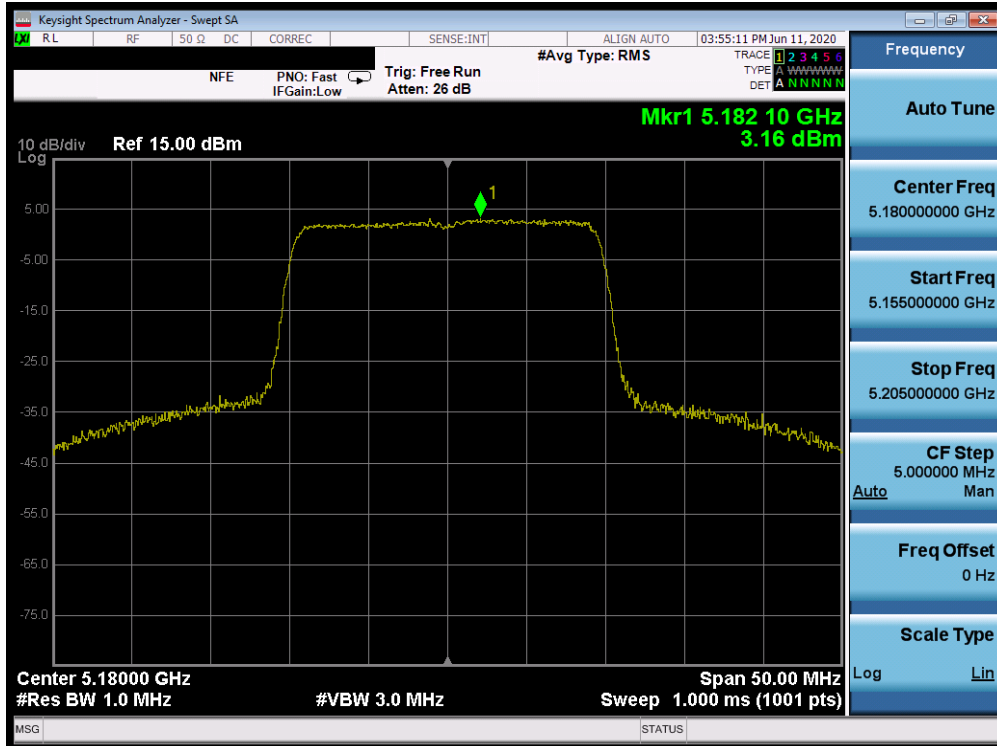 Keysight Spectrum Analyzer - Swept SA
LXI RL RF 50 Ω DC CORREC SENSE:INT ALIGN AUTO 03:55:11 PM Jun 11, 2020
#Avg Type: RMS
TRACE 1 2 3 4 5 6
TYPE A WWWWW
DET A N N N N N
NFE PNO: Fast Trig: Free Run
IFGain:Low Atten: 26 dB
Mkr1 5.182 10 GHz
3.16 dBm
10 dB/div Ref 15.00 dBm
Log
1
5.00
-5.00
-15.0
-25.0
-35.0
-45.0
-55.0
-65.0
-75.0
Center 5.18000 GHz Span 50.00 MHz
#Res BW 1.0 MHz #VBW 3.0 MHz Sweep 1.000 ms (1001 pts)
MSG STATUS
Frequency
Auto Tune
Center Freq
5.180000000 GHz
Start Freq
5.155000000 GHz
Stop Freq
5.205000000 GHz
CF Step
5.000000 MHz
Auto Man
Freq Offset
0 Hz
Scale Type
Log Lin